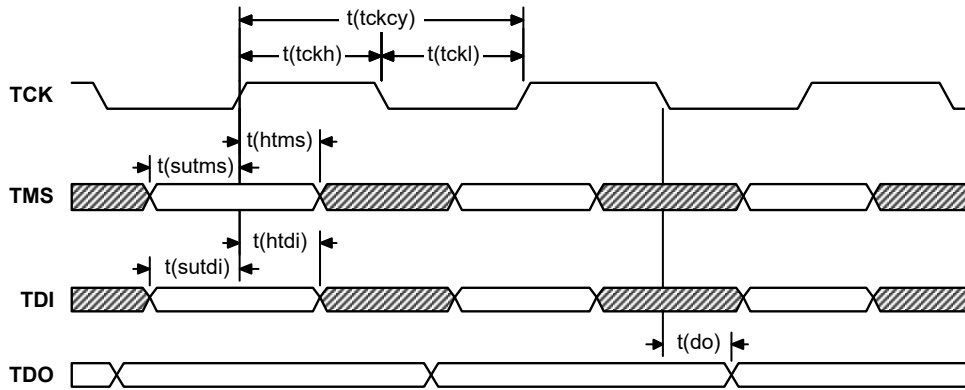 t(tckcy)
t(tckh) t(tckl)
TCK
t(htms)
t(sutms)
TMS
t(htdi)
t(sutdi)
TDI
t(do)
TDO